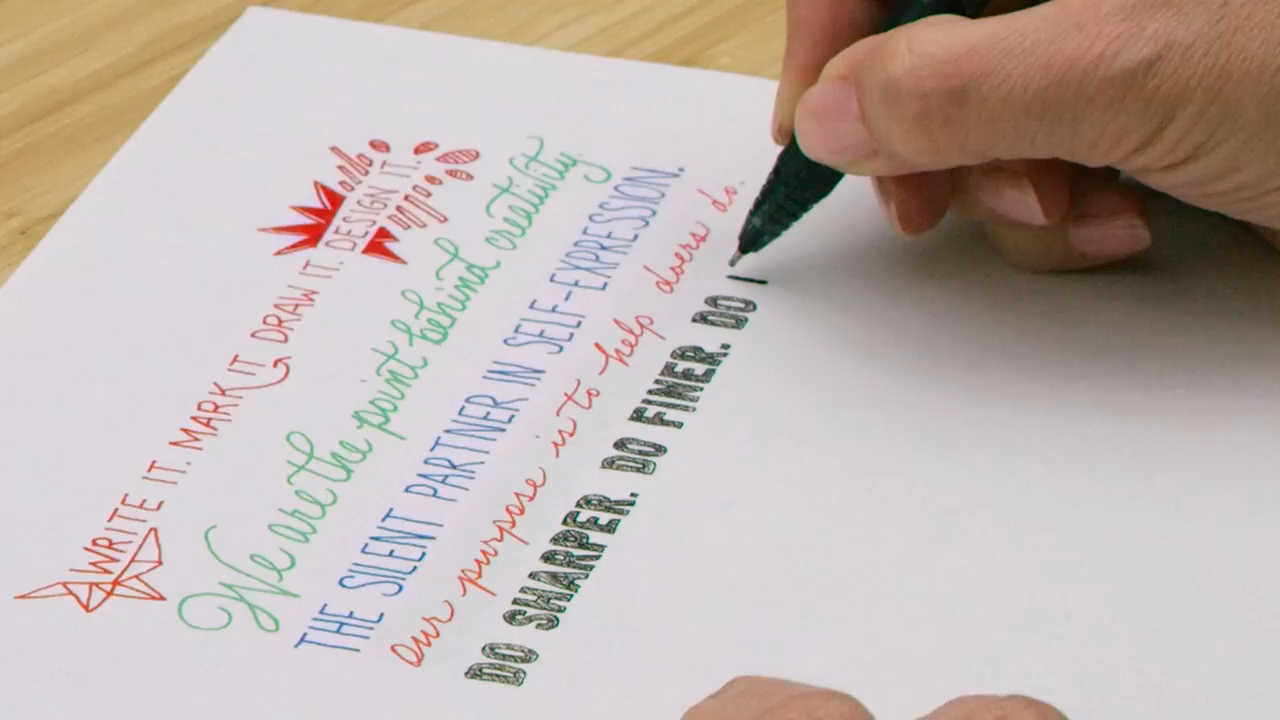 WRITE IT. MARK IT. DRAW IT. DESIGN IT.
We are the point behind creativity.
THE SILENT PARTNER IN SELF-EXPRESSION.
Our purpose is to help doers do.
DO SHARPER. DO FINER. DO